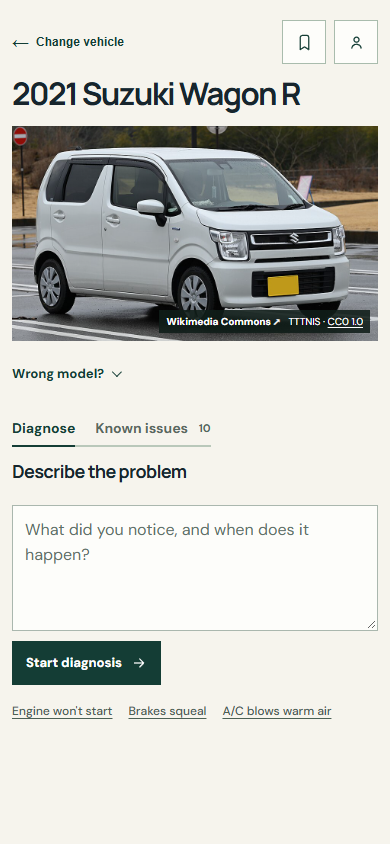 ← Change vehicle
2021 Suzuki Wagon R
Wikimedia Commons ↗ TTTNIS · CC0 1.0
Wrong model?
Diagnose Known issues 10
Describe the problem
What did you notice, and when does it
happen?
Start diagnosis →
Engine won't start Brakes squeal A/C blows warm air